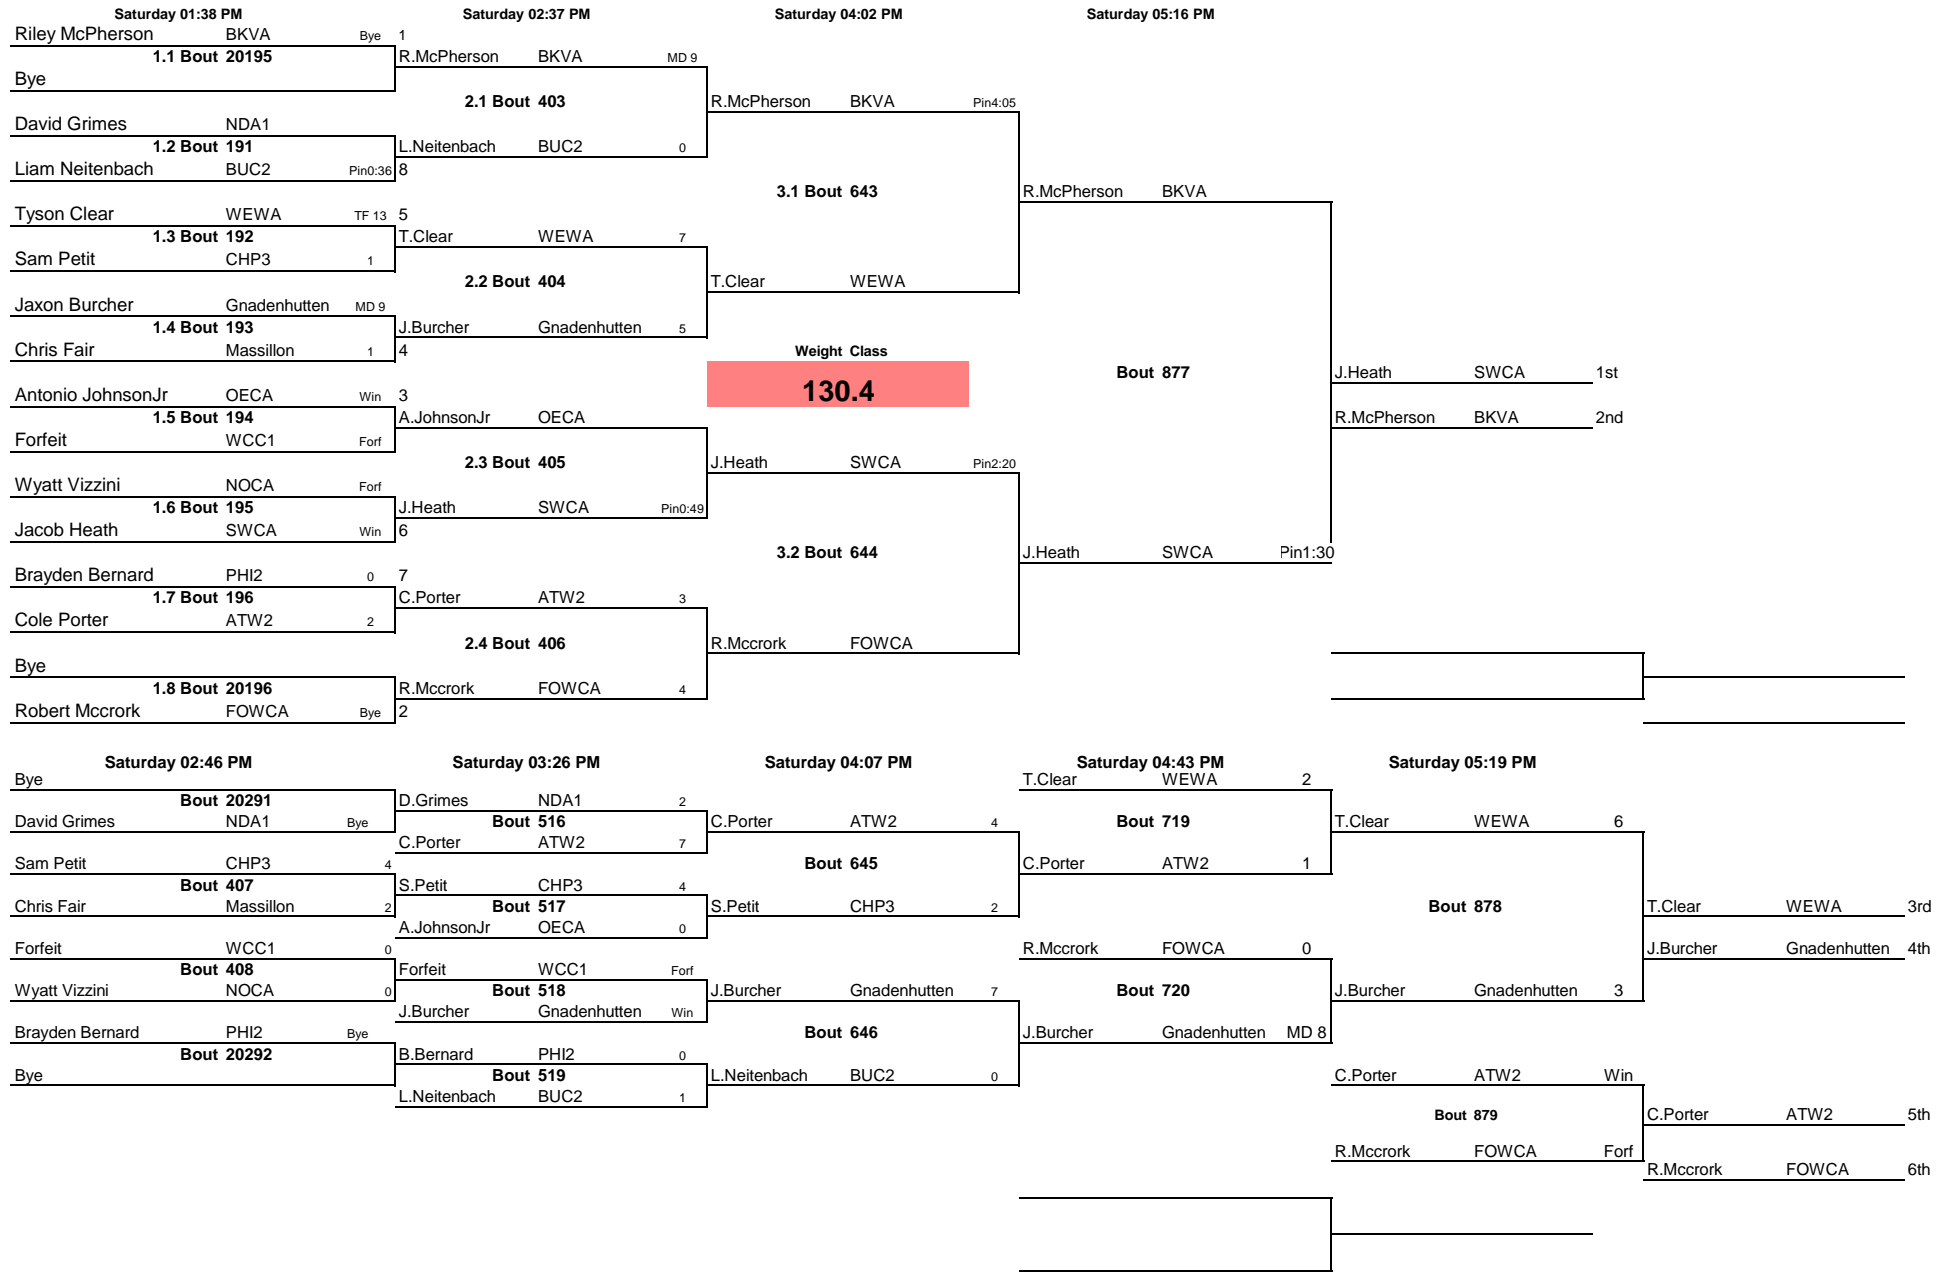 Saturday 01:38 PM Saturday 02:37 PM Saturday 04:02 PM Saturday 05:16 PM
Riley McPherson BKVA Bye 1
1.1 Bout 20195 R.McPherson BKVA MD 9
Bye
2.1 Bout 403 R.McPherson BKVA Pin4:05
David Grimes NDA1
1.2 Bout 191 L.Neitenbach BUC2 0
Liam Neitenbach BUC2 Pin0:36 8
3.1 Bout 643 R.McPherson BKVA
Tyson Clear WEWA TF 13 5
1.3 Bout 192 T.Clear WEWA 7
Sam Petit CHP3 1
2.2 Bout 404 T.Clear WEWA
Jaxon Burcher Gnadenhutten MD 9
1.4 Bout 193 J.Burcher Gnadenhutten 5
Chris Fair Massillon 1 4 Weight Class
Bout 877 J.Heath SWCA 1st
Antonio JohnsonJr OECA Win 3 130.4
1.5 Bout 194 A.JohnsonJr OECA R.McPherson BKVA 2nd
Forfeit WCC1 Forf
2.3 Bout 405 J.Heath SWCA Pin2:20
Wyatt Vizzini NOCA Forf
1.6 Bout 195 J.Heath SWCA Pin0:49
Jacob Heath SWCA Win 6
3.2 Bout 644 J.Heath SWCA Pin1:30
Brayden Bernard PHI2 0 7
1.7 Bout 196 C.Porter ATW2 3
Cole Porter ATW2 2
2.4 Bout 406 R.Mccrork FOWCA
Bye
1.8 Bout 20196 R.Mccrork FOWCA 4
Robert Mccrork FOWCA Bye 2
Saturday 02:46 PM Saturday 03:26 PM Saturday 04:07 PM Saturday 04:43 PM Saturday 05:19 PM
Bye T.Clear WEWA 2
Bout 20291 D.Grimes NDA1 2
David Grimes NDA1 Bye Bout 516 C.Porter ATW2 4 Bout 719 T.Clear WEWA 6
C.Porter ATW2 7
Sam Petit CHP3 4 Bout 645 C.Porter ATW2 1
Bout 407 S.Petit CHP3 4
Chris Fair Massillon 2 Bout 517 S.Petit CHP3 2 Bout 878 T.Clear WEWA 3rd
A.JohnsonJr OECA 0
Forfeit WCC1 0 R.Mccrork FOWCA 0 J.Burcher Gnadenhutten 4th
Bout 408 Forfeit WCC1 Forf
Wyatt Vizzini NOCA 0 Bout 518 J.Burcher Gnadenhutten 7 Bout 720 J.Burcher Gnadenhutten 3
J.Burcher Gnadenhutten Win
Brayden Bernard PHI2 Bye Bout 646 J.Burcher Gnadenhutten MD 8
Bout 20292 B.Bernard PHI2 0
Bye Bout 519 L.Neitenbach BUC2 0 C.Porter ATW2 Win
L.Neitenbach BUC2 1
Bout 879 C.Porter ATW2 5th
R.Mccrork FOWCA Forf
R.Mccrork FOWCA 6th